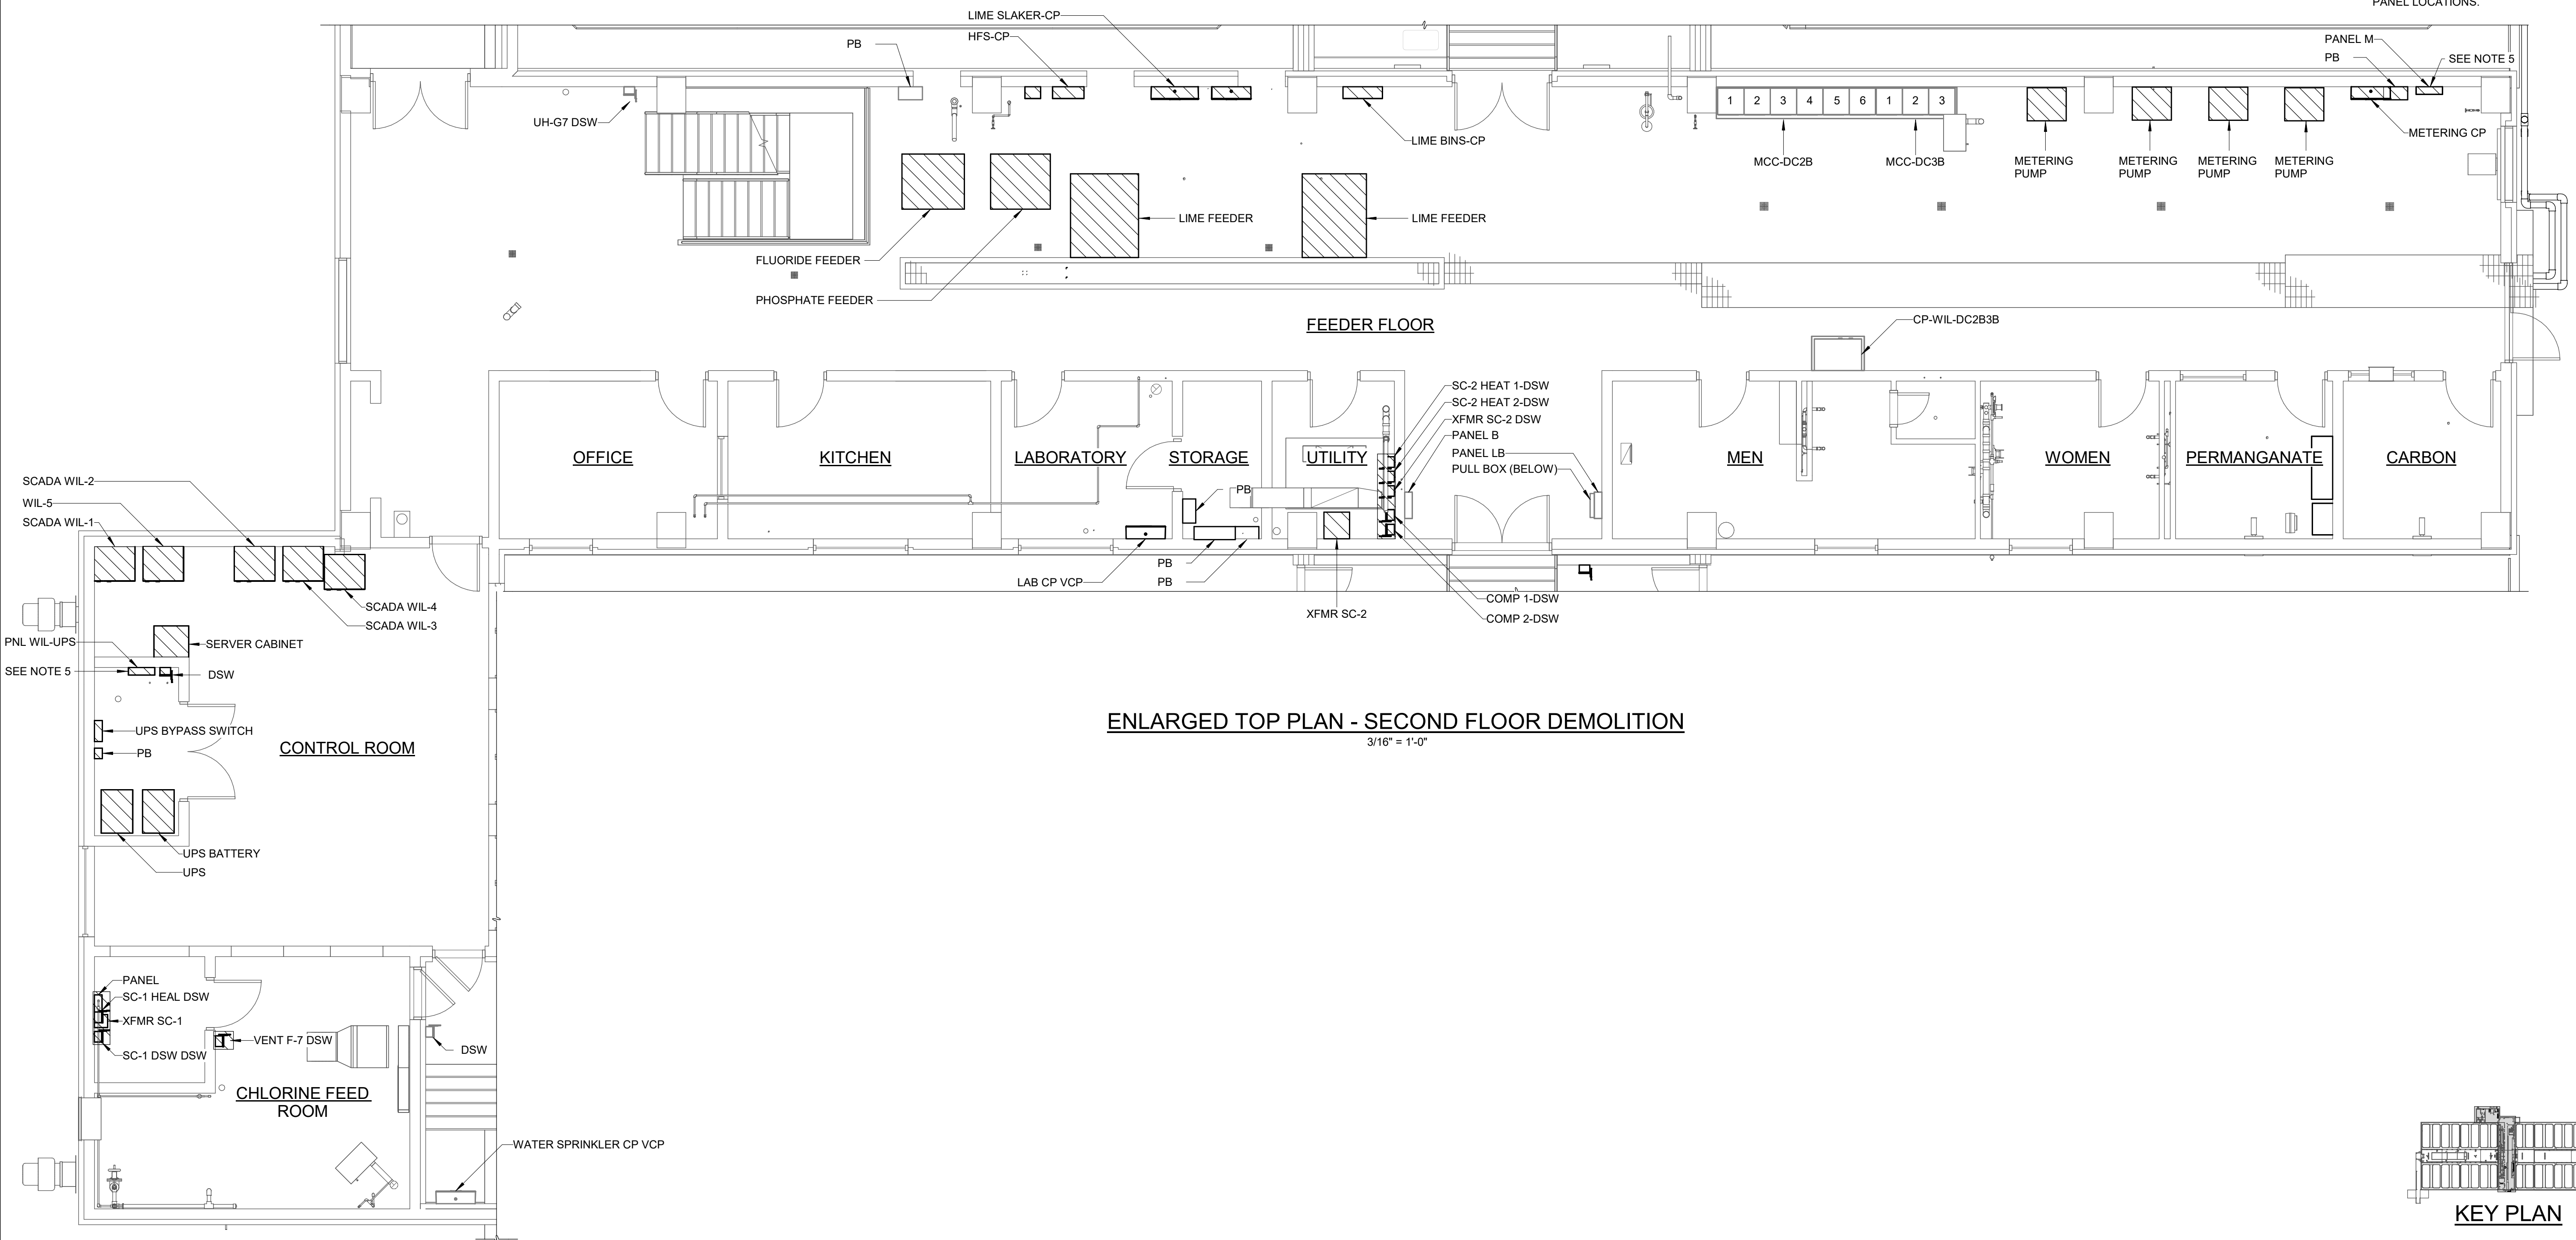 PANEL LOCATIONS.
LIME SLAKER-CP
HFS-CP
PB
UH-G7 DSW
LIME BINS-CP
PANEL M
PB
SEE NOTE 5
METERING CP
1 2 3 4 5 6 1 2 3
MCC-DC2B
MCC-DC3B
METERING
PUMP
METERING
PUMP
METERING
PUMP
METERING
PUMP
LIME FEEDER
LIME FEEDER
FLUORIDE FEEDER
PHOSPHATE FEEDER
FEEDER FLOOR
CP-WIL-DC2B3B
SC-2 HEAT 1-DSW
SC-2 HEAT 2-DSW
XFMR SC-2 DSW
PANEL B
PANEL LB
PULL BOX (BELOW)
OFFICE
KITCHEN
LABORATORY
STORAGE
UTILITY
MEN
WOMEN
PERMANGANATE
CARBON
PB
PB
PB
LAB CP VCP
XFMR SC-2
COMP 1-DSW
COMP 2-DSW
SCADA WIL-2
WIL-5
SCADA WIL-1
SCADA WIL-4
SCADA WIL-3
PNL WIL-UPS
SERVER CABINET
SEE NOTE 5
DSW
UPS BYPASS SWITCH
PB
CONTROL ROOM
UPS BATTERY
UPS
ENLARGED TOP PLAN - SECOND FLOOR DEMOLITION
3/16" = 1'-0"
PANEL
SC-1 HEAL DSW
XFMR SC-1
SC-1 DSW DSW
VENT F-7 DSW
DSW
CHLORINE FEED
ROOM
WATER SPRINKLER CP VCP
KEY PLAN